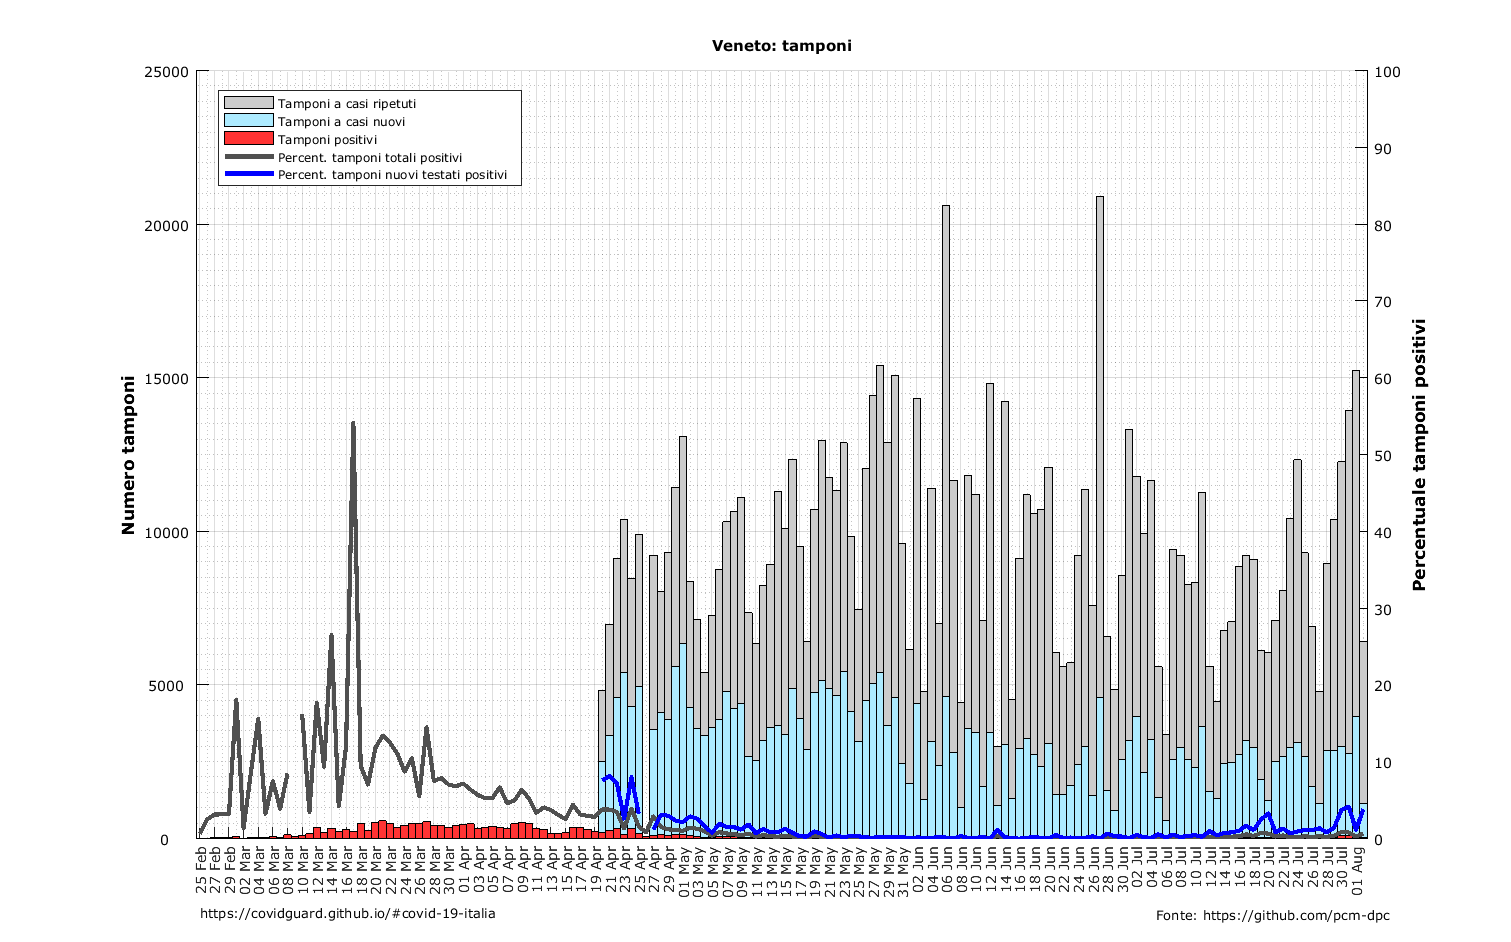 Veneto: tamponi
25000
20000
15000
10000
5000
0
Numero tamponi
100
90
80
70
60
50
40
30
20
10
0
Percentuale tamponi positivi
Tamponi a casi ripetuti
Tamponi a casi nuovi
Tamponi positivi
Percent. tamponi totali positivi
Percent. tamponi nuovi testati positivi
25 Feb
27 Feb
29 Feb
02 Mar
04 Mar
06 Mar
08 Mar
10 Mar
12 Mar
14 Mar
16 Mar
18 Mar
20 Mar
22 Mar
24 Mar
26 Mar
28 Mar
30 Mar
01 Apr
03 Apr
05 Apr
07 Apr
09 Apr
11 Apr
13 Apr
15 Apr
17 Apr
19 Apr
21 Apr
23 Apr
25 Apr
27 Apr
29 Apr
01 May
03 May
05 May
07 May
09 May
11 May
13 May
15 May
17 May
19 May
21 May
23 May
25 May
27 May
29 May
31 May
02 Jun
04 Jun
06 Jun
08 Jun
10 Jun
12 Jun
14 Jun
16 Jun
18 Jun
20 Jun
22 Jun
24 Jun
26 Jun
28 Jun
30 Jun
02 Jul
04 Jul
06 Jul
08 Jul
10 Jul
12 Jul
14 Jul
16 Jul
18 Jul
20 Jul
22 Jul
24 Jul
26 Jul
28 Jul
30 Jul
01 Aug
https://covidguard.github.io/#covid-19-italia
Fonte: https://github.com/pcm-dpc